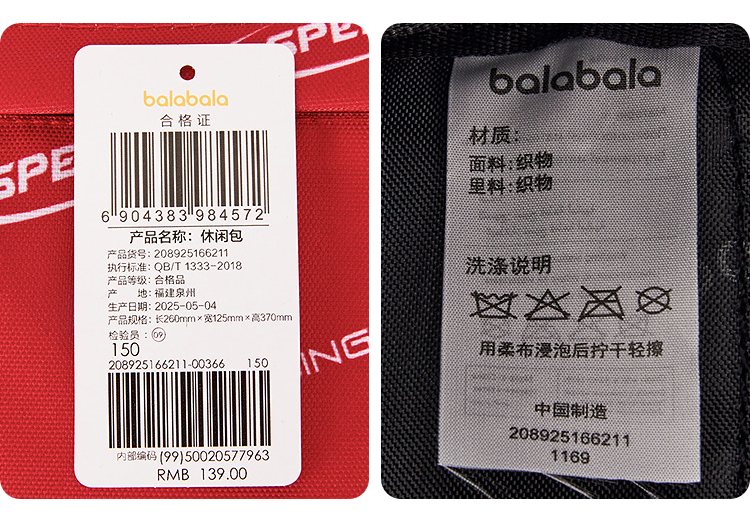 SPE
SPE
ING
balabala
合格证
6 904383 984572
产品名称: 休闲包
产品货号: 208925166211
执行标准: QB/T 1333-2018
产品等级: 合格品
产 地: 福建泉州
生产日期: 2025-05-04
产品规格: 长260mm×宽125mm×高370mm
检验员: 09
150
208925166211-00366 150
内部编码 (99)50020577963
RMB 139.00
balabala
材质:
面料: 织物
里料: 织物
洗涤说明
用柔布浸泡后拧干轻擦
中国制造
208925166211
1169